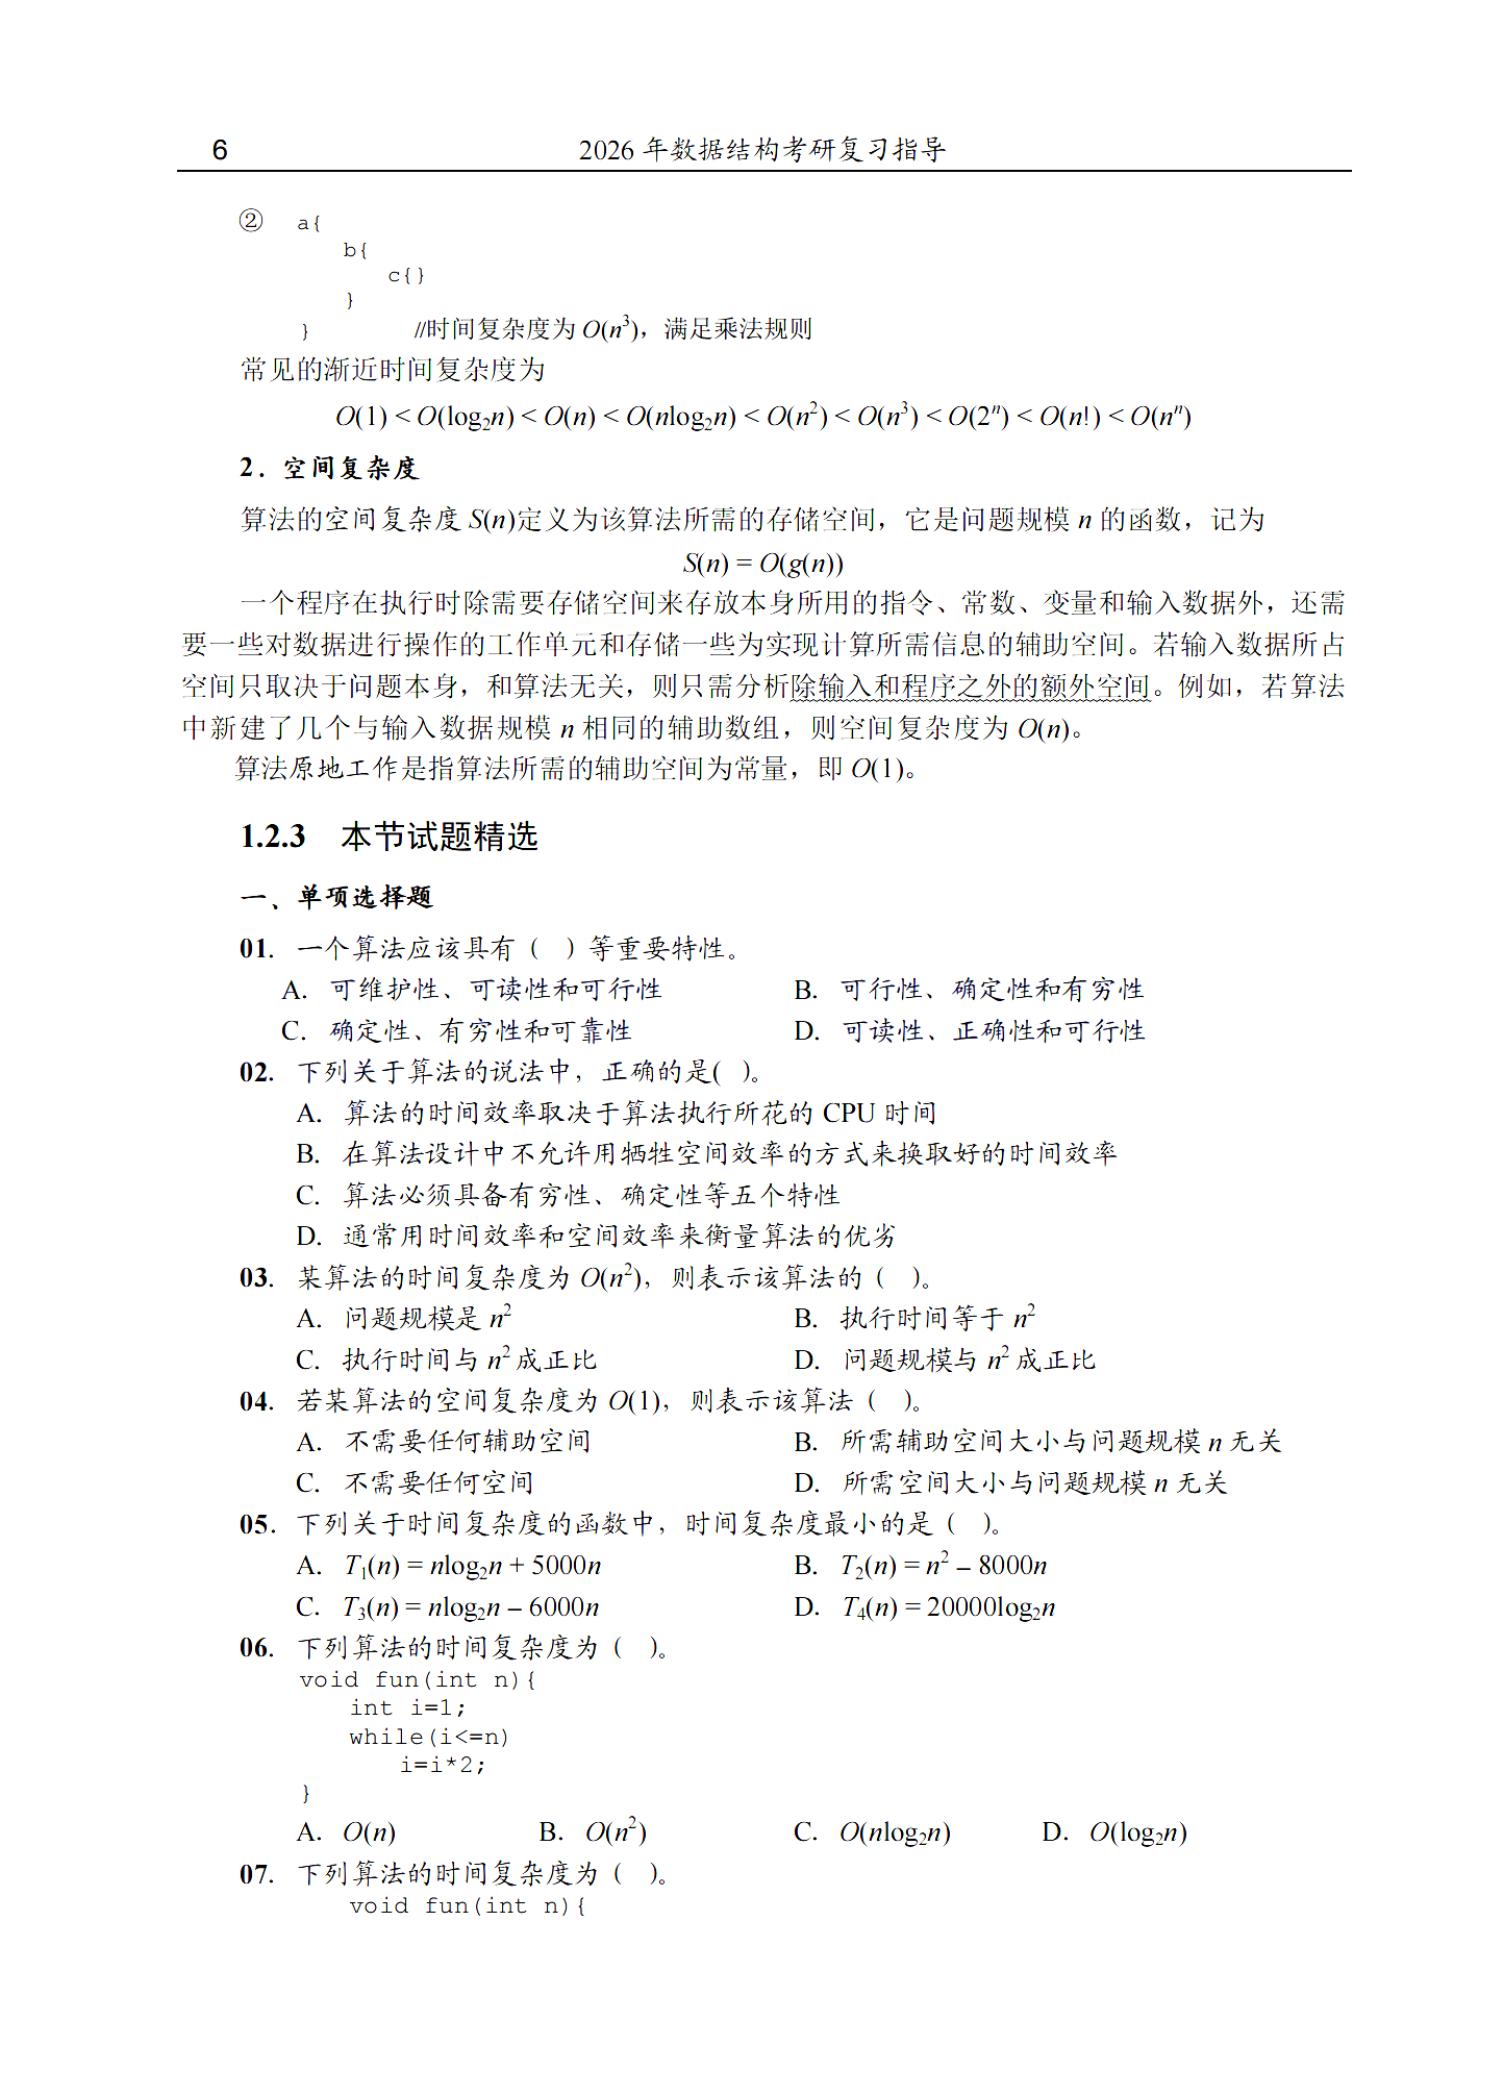 6 2026 年数据结构考研复习指导
② a{
b{
c{}
}
} //时间复杂度为 O(n³)，满足乘法规则
常见的渐近时间复杂度为
O(1) < O(log₂n) < O(n) < O(nlog₂n) < O(n²) < O(n³) < O(2ⁿ) < O(n!) < O(nⁿ)
2．空间复杂度
算法的空间复杂度 S(n)定义为该算法所需的存储空间，它是问题规模 n 的函数，记为
S(n) = O(g(n))
一个程序在执行时除需要存储空间来存放本身所用的指令、常数、变量和输入数据外，还需
要一些对数据进行操作的工作单元和存储一些为实现计算所需信息的辅助空间。若输入数据所占
空间只取决于问题本身，和算法无关，则只需分析除输入和程序之外的额外空间。例如，若算法
中新建了几个与输入数据规模 n 相同的辅助数组，则空间复杂度为 O(n)。
算法原地工作是指算法所需的辅助空间为常量，即 O(1)。
1.2.3 本节试题精选
一、单项选择题
01. 一个算法应该具有（ ）等重要特性。
A. 可维护性、可读性和可行性 B. 可行性、确定性和有穷性
C. 确定性、有穷性和可靠性 D. 可读性、正确性和可行性
02. 下列关于算法的说法中，正确的是( )。
A. 算法的时间效率取决于算法执行所花的 CPU 时间
B. 在算法设计中不允许用牺牲空间效率的方式来换取好的时间效率
C. 算法必须具备有穷性、确定性等五个特性
D. 通常用时间效率和空间效率来衡量算法的优劣
03. 某算法的时间复杂度为 O(n²)，则表示该算法的（ ）。
A. 问题规模是 n² B. 执行时间等于 n²
C. 执行时间与 n² 成正比 D. 问题规模与 n² 成正比
04. 若某算法的空间复杂度为 O(1)，则表示该算法（ ）。
A. 不需要任何辅助空间 B. 所需辅助空间大小与问题规模 n 无关
C. 不需要任何空间 D. 所需空间大小与问题规模 n 无关
05. 下列关于时间复杂度的函数中，时间复杂度最小的是（ ）。
A. T₁(n) = nlog₂n + 5000n B. T₂(n) = n² – 8000n
C. T₃(n) = nlog₂n – 6000n D. T₄(n) = 20000log₂n
06. 下列算法的时间复杂度为（ ）。
void fun(int n){
int i=1;
while(i<=n)
i=i*2;
}
A. O(n) B. O(n²) C. O(nlog₂n) D. O(log₂n)
07. 下列算法的时间复杂度为（ ）。
void fun(int n){